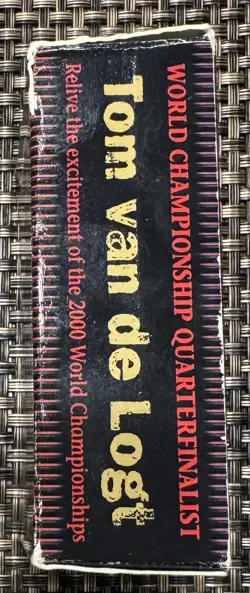 WORLD CHAMPIONSHIP QUARTERFINALIST
Tom van de Logt
Relive the excitement of the 2000 World Championships